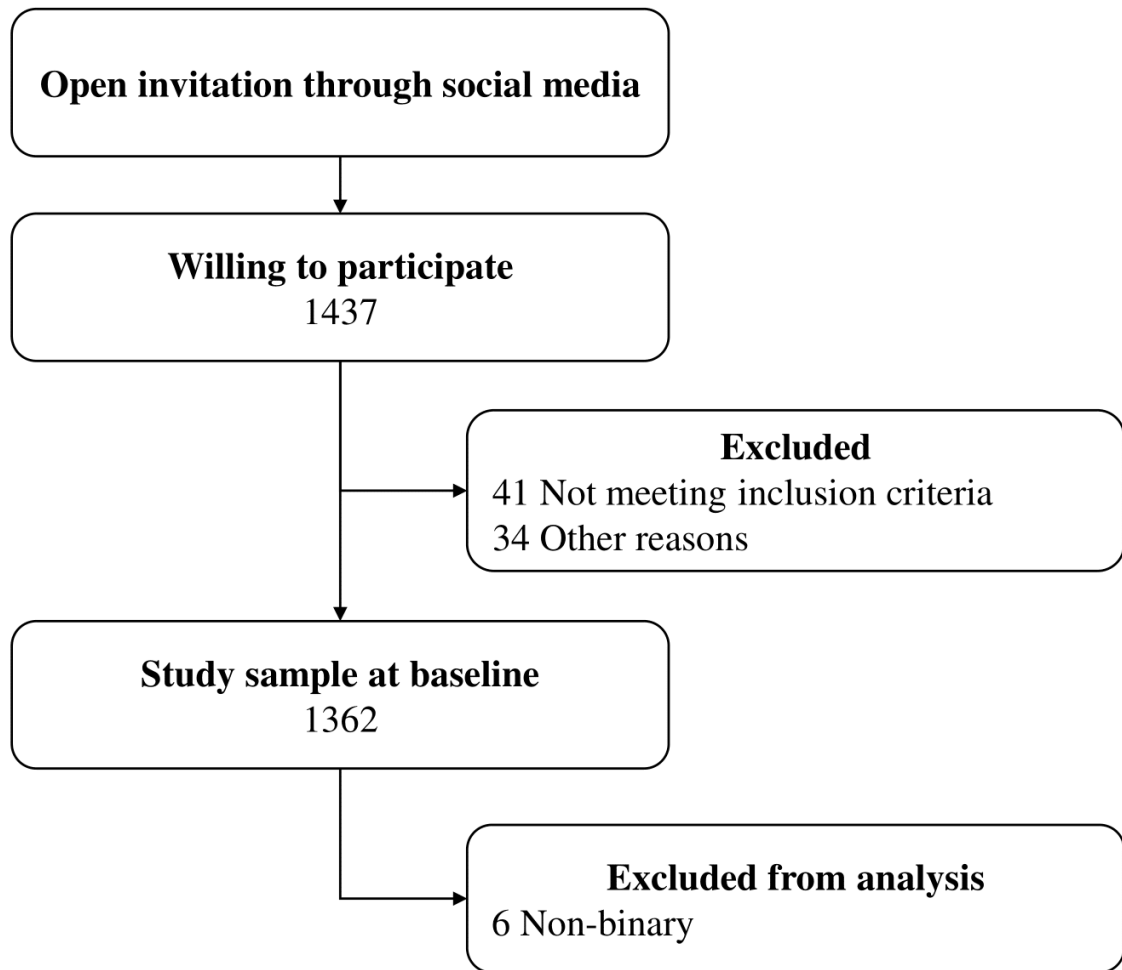 Open invitation through social media
Willing to participate
1437
Excluded
41 Not meeting inclusion criteria
34 Other reasons
Study sample at baseline
1362
Excluded from analysis
6 Non-binary